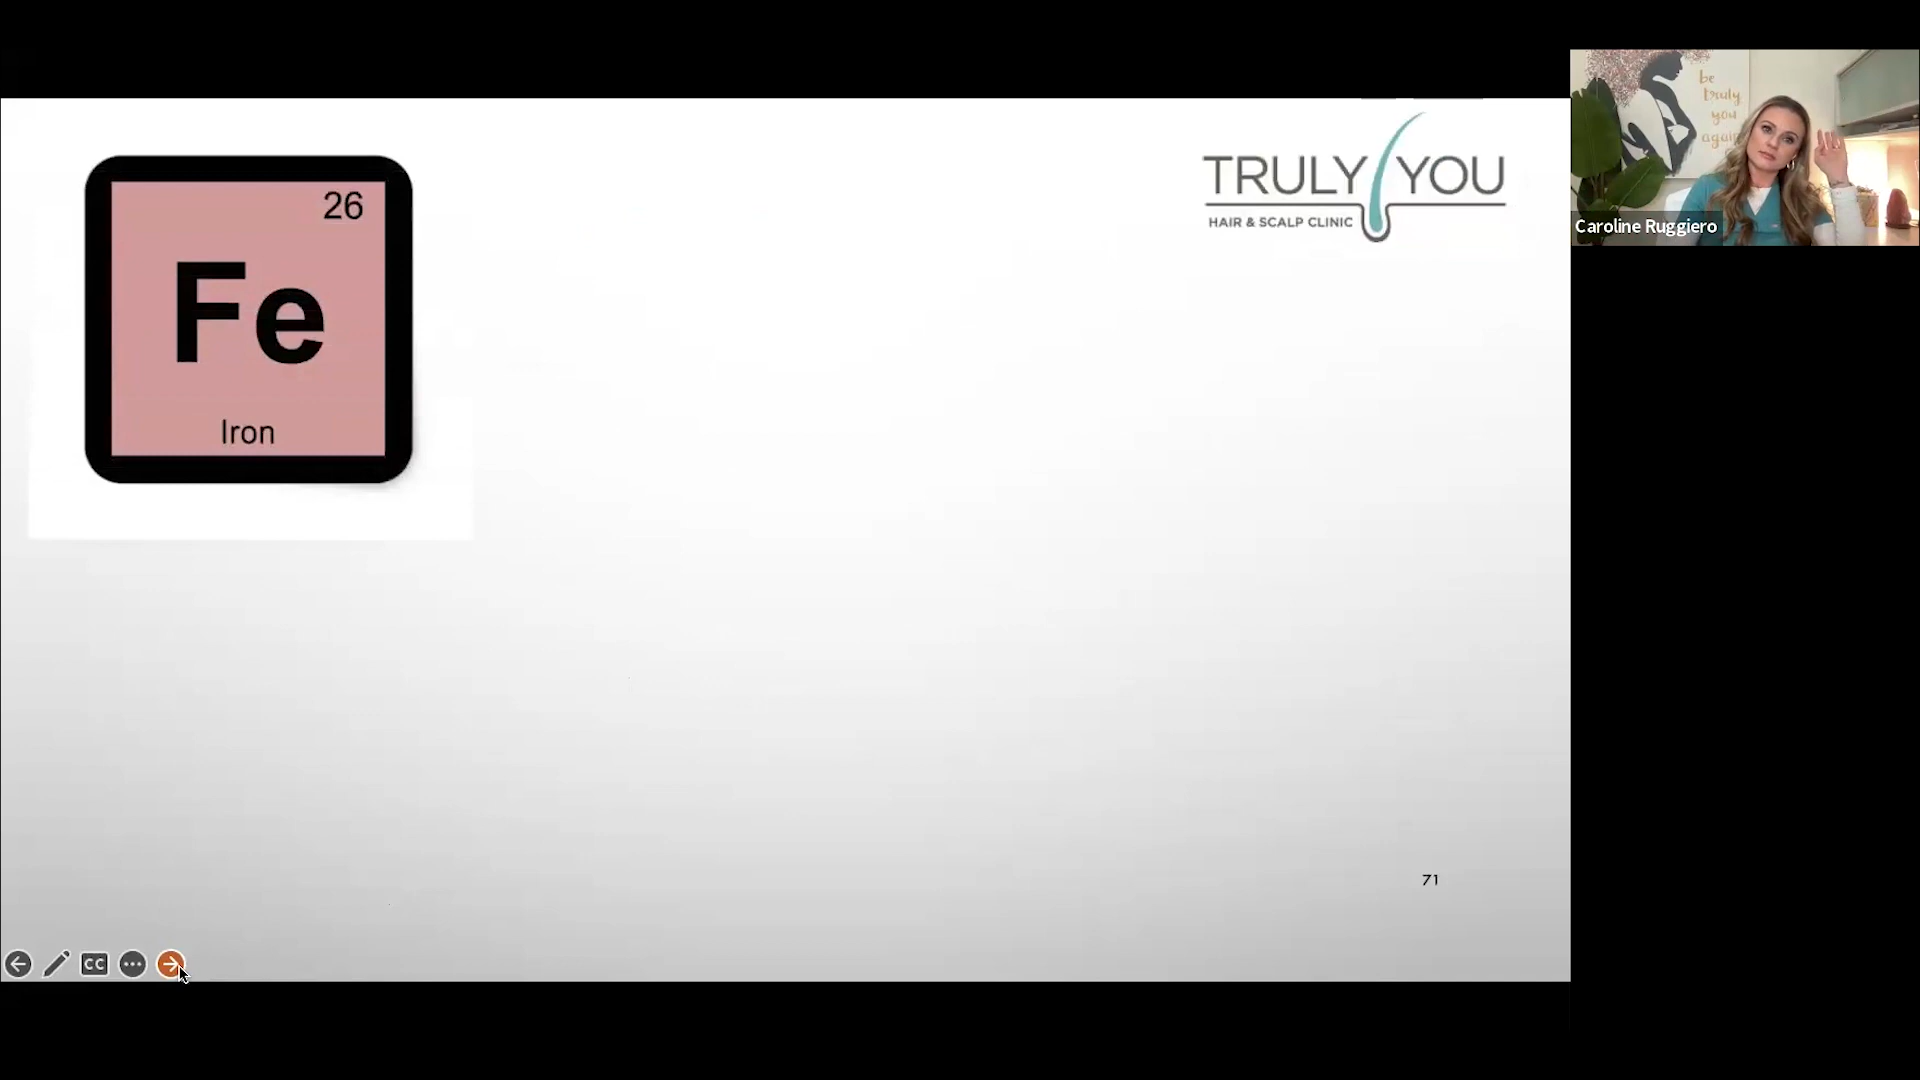 26
Fe
Iron
TRULY YOU
HAIR & SCALP CLINIC
be
truly
you
again
Caroline Ruggiero
71
CC